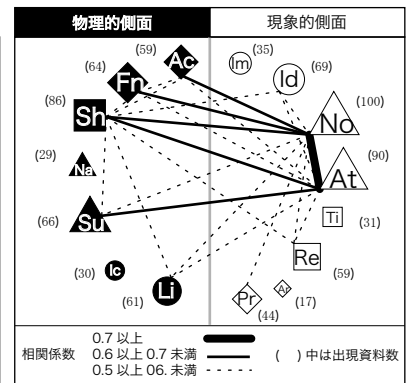 物理的側面 現象的側面
(59) Ac (35) Im
(64) Fn Id (69)
(86) Sh No (100)
(29) Na At (90)
(66) Su Ti (31)
(30) Ic Re (59)
(61) Li Pr (44) Ar (17)
相関係数
0.7 以上
0.6 以上 0.7 未満
0.5 以上 06. 未満
( ) 中は出現資料数